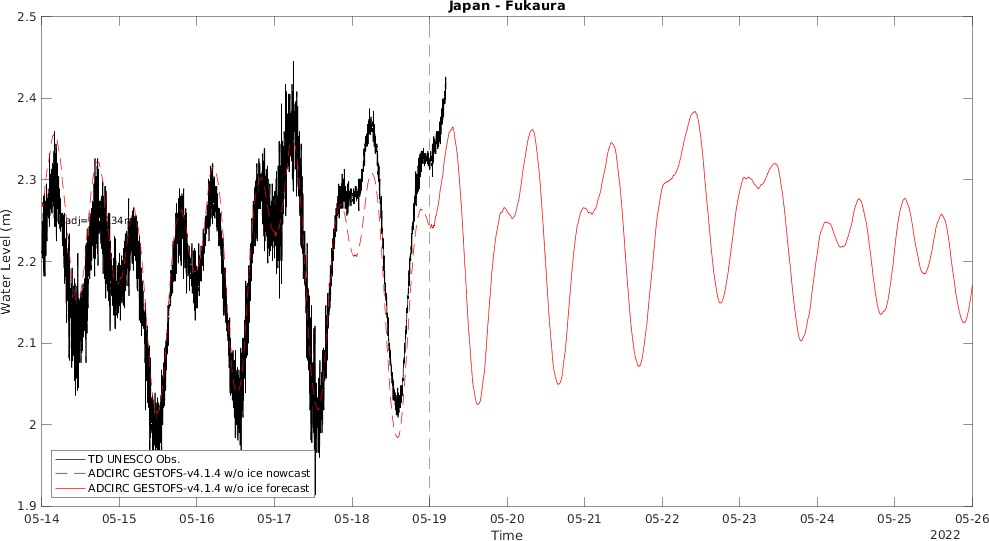 Japan - Fukaura
Water Level (m)
2.5
2.4
2.3
2.2
2.1
2
1.9
TD UNESCO Obs.
ADCIRC GESTOFS-v4.1.4 w/o ice nowcast
ADCIRC GESTOFS-v4.1.4 w/o ice forecast
05-14 05-15 05-16 05-17 05-18 05-19 05-20 05-21 05-22 05-23 05-24 05-25 05-26
Time
2022